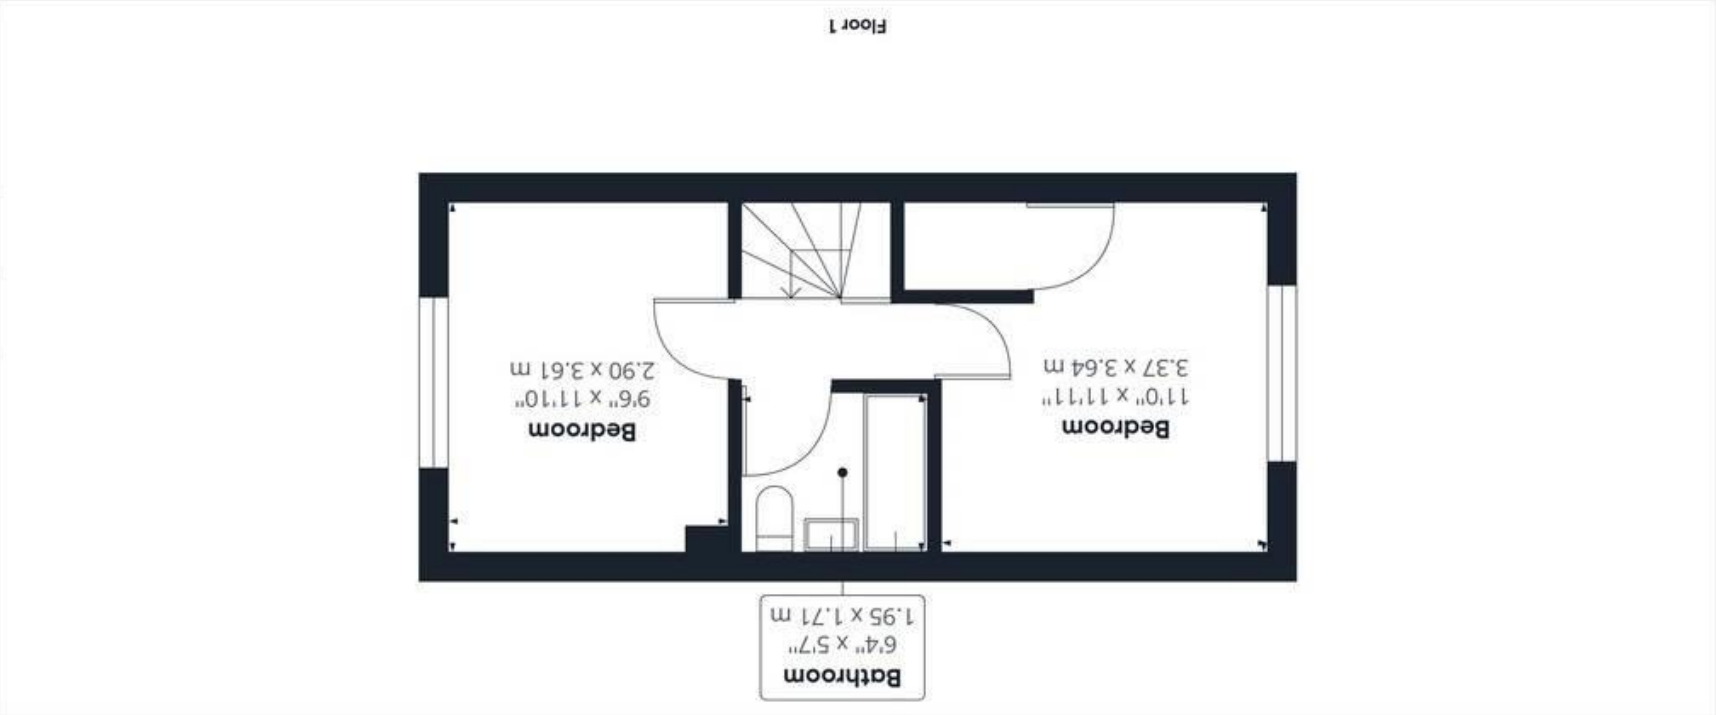 Bathroom
6'4" x 5'7"
1.95 x 1.71 m
Bedroom
11'0" x 11'11"
3.37 x 3.64 m
Bedroom
9'6" x 11'10"
2.90 x 3.61 m
Floor 1